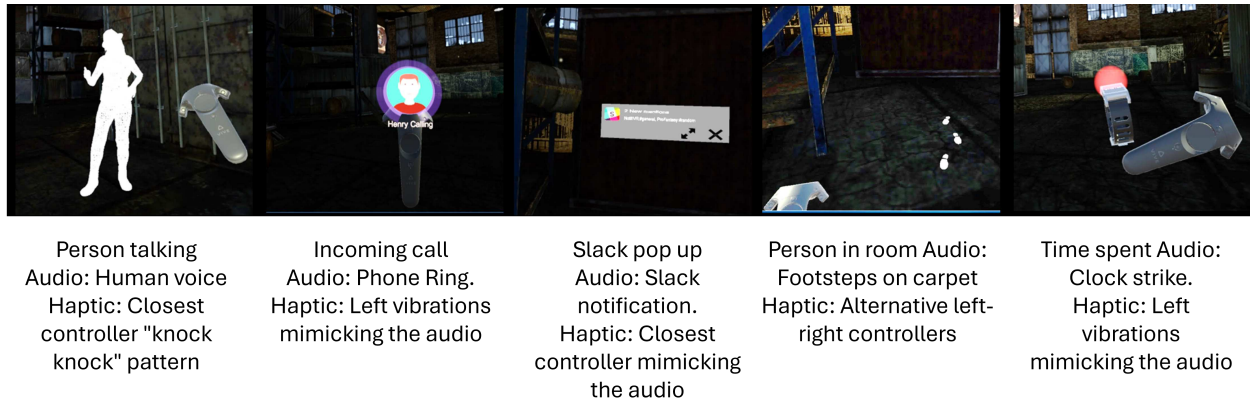 Henry Calling
Person talking
Audio: Human voice
Haptic: Closest
controller "knock
knock" pattern
Incoming call
Audio: Phone Ring.
Haptic: Left vibrations
mimicking the audio
Slack pop up
Audio: Slack
notification.
Haptic: Closest
controller mimicking
the audio
Person in room Audio:
Footsteps on carpet
Haptic: Alternative left-
right controllers
Time spent Audio:
Clock strike.
Haptic: Left
vibrations
mimicking the audio